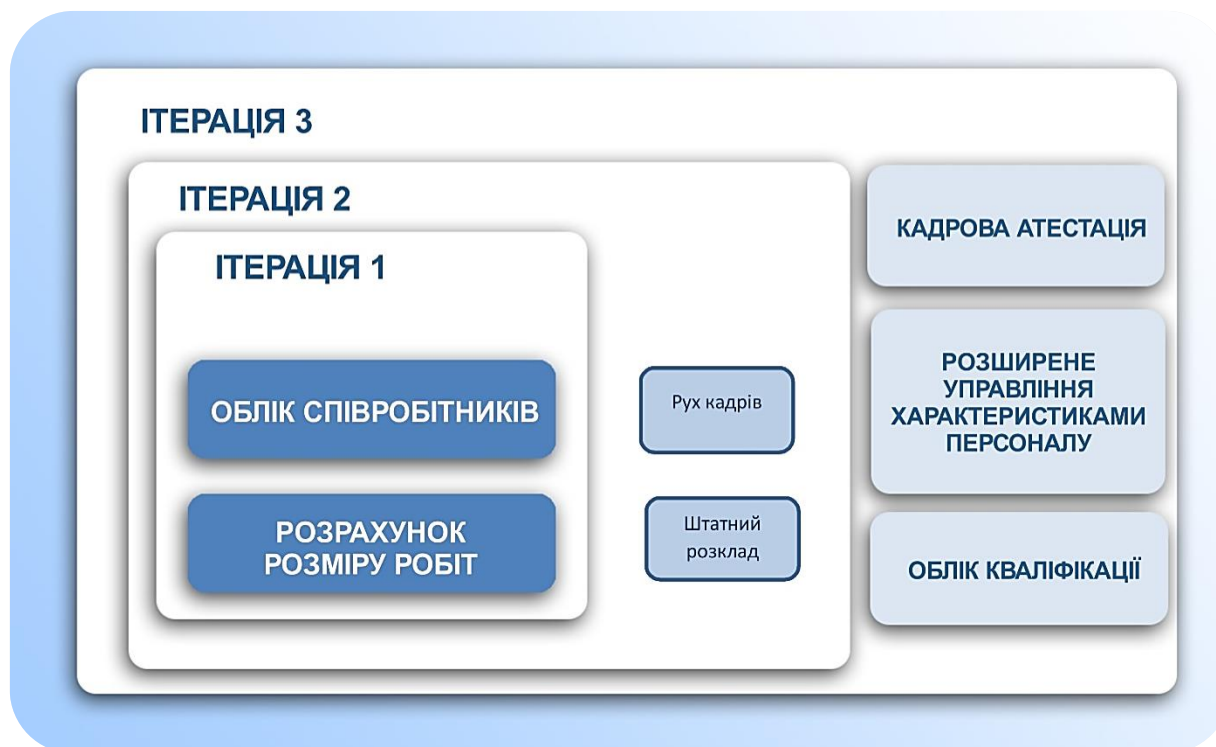 ІТЕРАЦІЯ 3
ІТЕРАЦІЯ 2
ІТЕРАЦІЯ 1
ОБЛІК СПІВРОБІТНИКІВ
РОЗРАХУНОК
РОЗМІРУ РОБІТ
Рух кадрів
Штатний
розклад
КАДРОВА АТЕСТАЦІЯ
РОЗШИРЕНЕ
УПРАВЛІННЯ
ХАРАКТЕРИСТИКАМИ
ПЕРСОНАЛУ
ОБЛІК КВАЛІФІКАЦІЇ